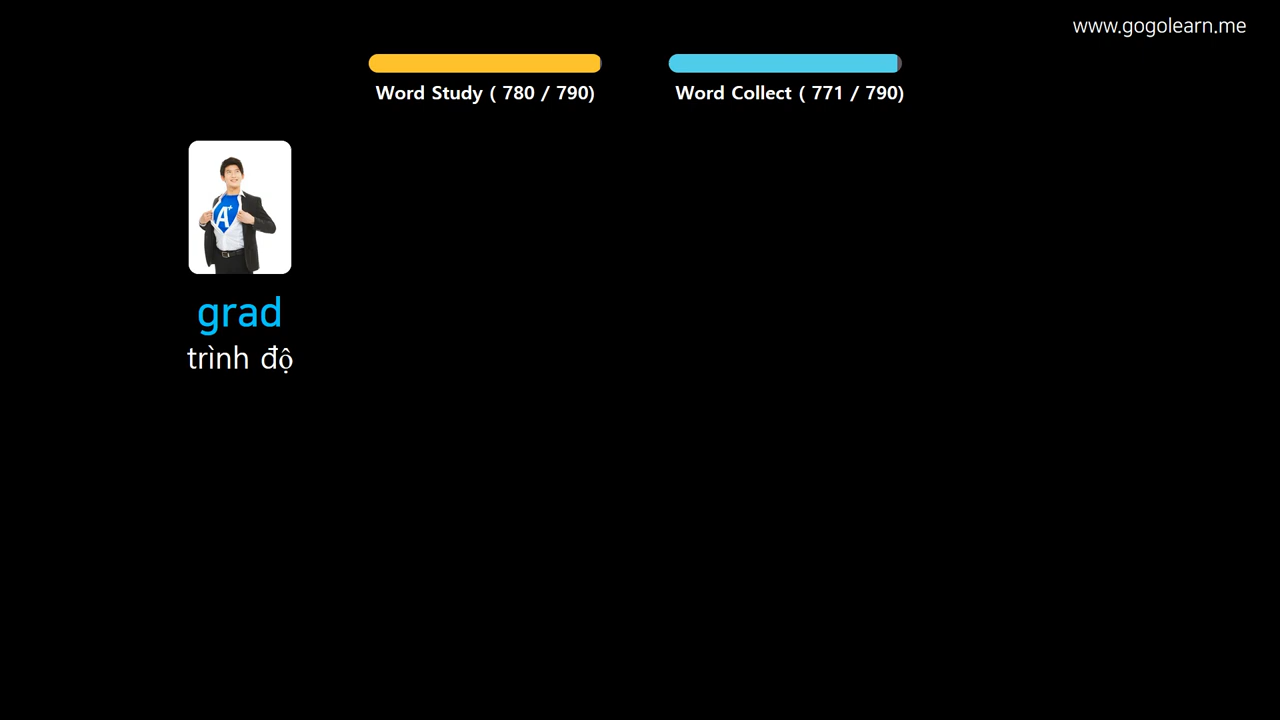 www.gogolearn.me
Word Study ( 780 / 790)
Word Collect ( 771 / 790)
A+
grad
trình độ